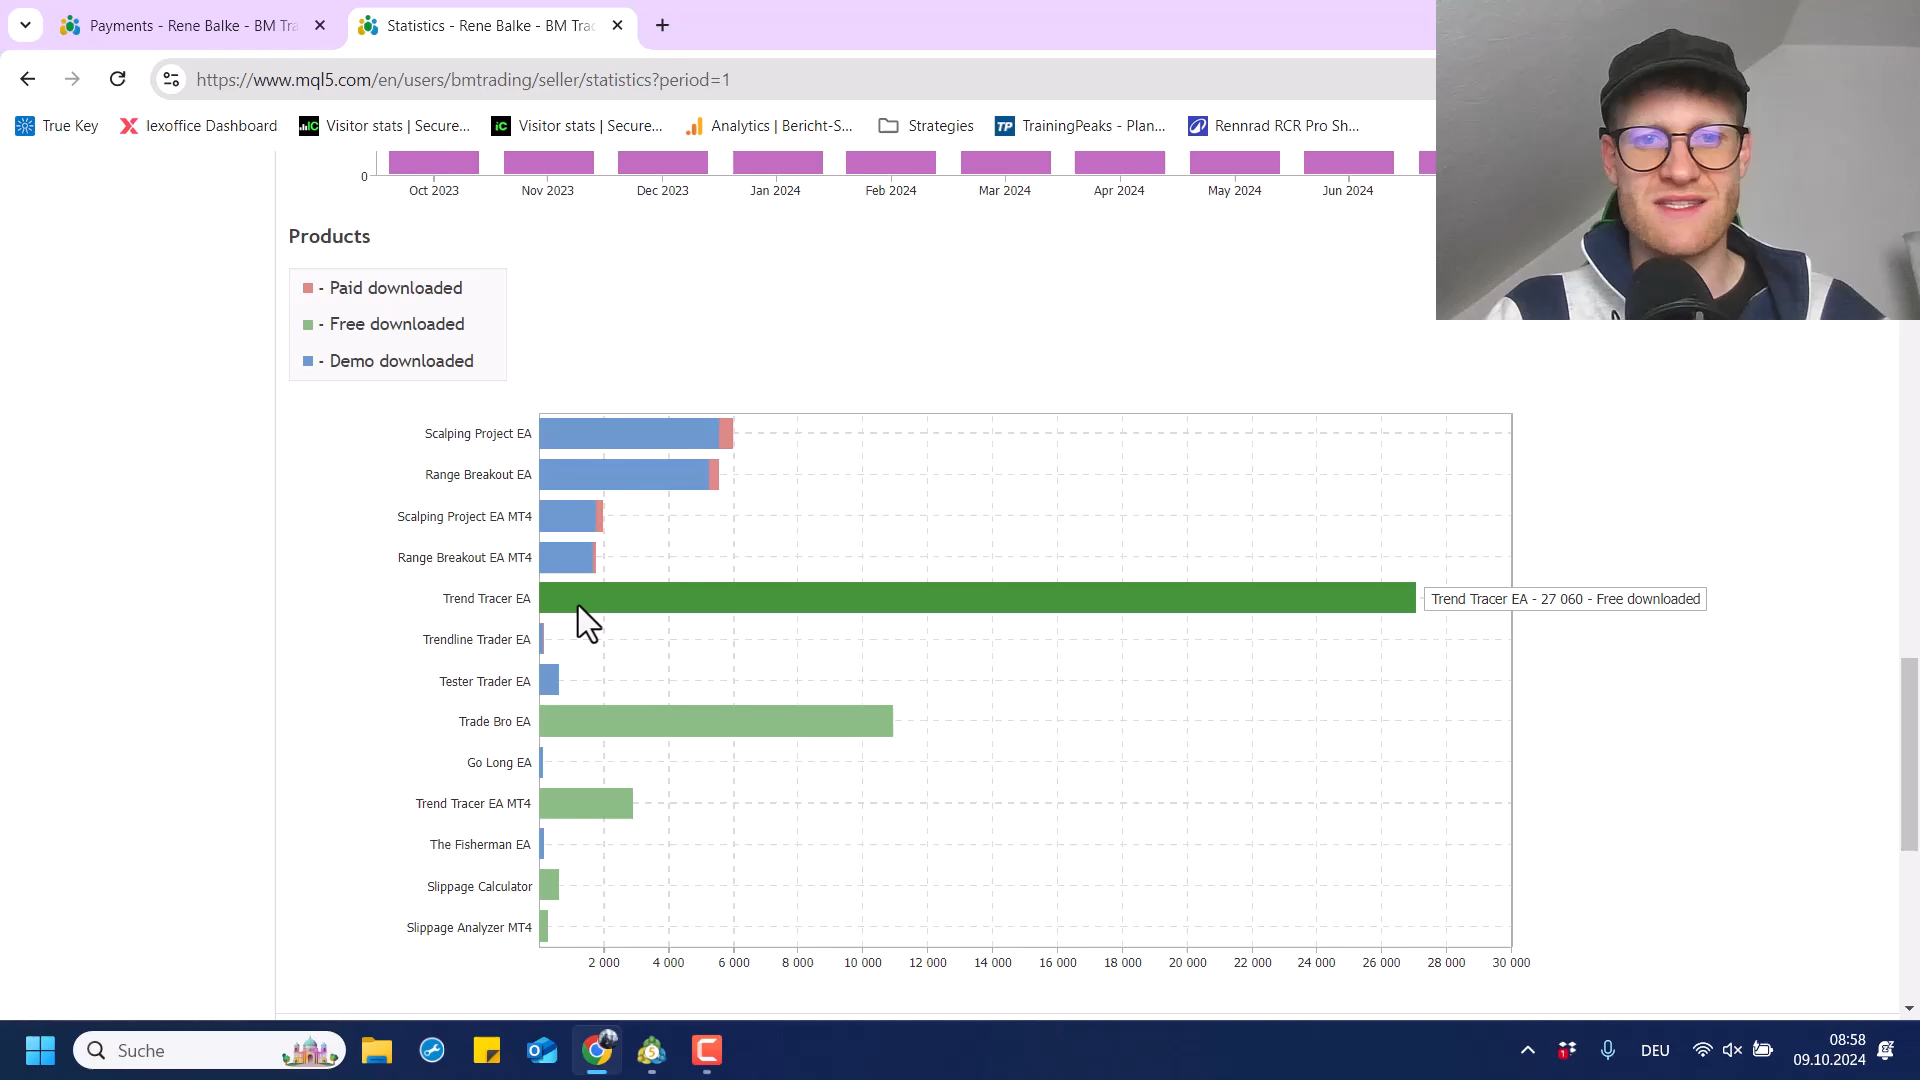 Payments - Rene Balke - BM Tra
Statistics - Rene Balke - BM Trac
https://www.mql5.com/en/users/bmtrading/seller/statistics?period=1
True Key
lexoffice Dashboard
Visitor stats | Secure...
Visitor stats | Secure...
Analytics | Bericht-S...
Strategies
TrainingPeaks - Plan...
Rennrad RCR Pro Sh...
0
Oct 2023
Nov 2023
Dec 2023
Jan 2024
Feb 2024
Mar 2024
Apr 2024
May 2024
Jun 2024
Products
- Paid downloaded
- Free downloaded
- Demo downloaded
Scalping Project EA
Range Breakout EA
Scalping Project EA MT4
Range Breakout EA MT4
Trend Tracer EA
Trend Tracer EA - 27 060 - Free downloaded
Trendline Trader EA
Tester Trader EA
Trade Bro EA
Go Long EA
Trend Tracer EA MT4
The Fisherman EA
Slippage Calculator
Slippage Analyzer MT4
2 000
4 000
6 000
8 000
10 000
12 000
14 000
16 000
18 000
20 000
22 000
24 000
26 000
28 000
30 000
Suche
DEU
08:58
09.10.2024